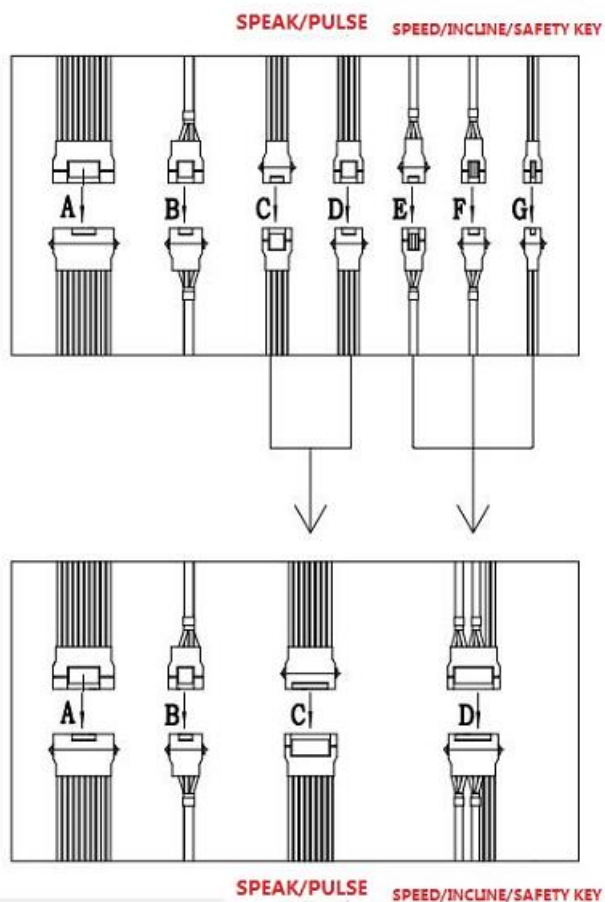 SPEAK/PULSE SPEED/INCLINE/SAFETY KEY
A B C D E F G
A B C D
SPEAK/PULSE SPEED/INCLINE/SAFETY KEY